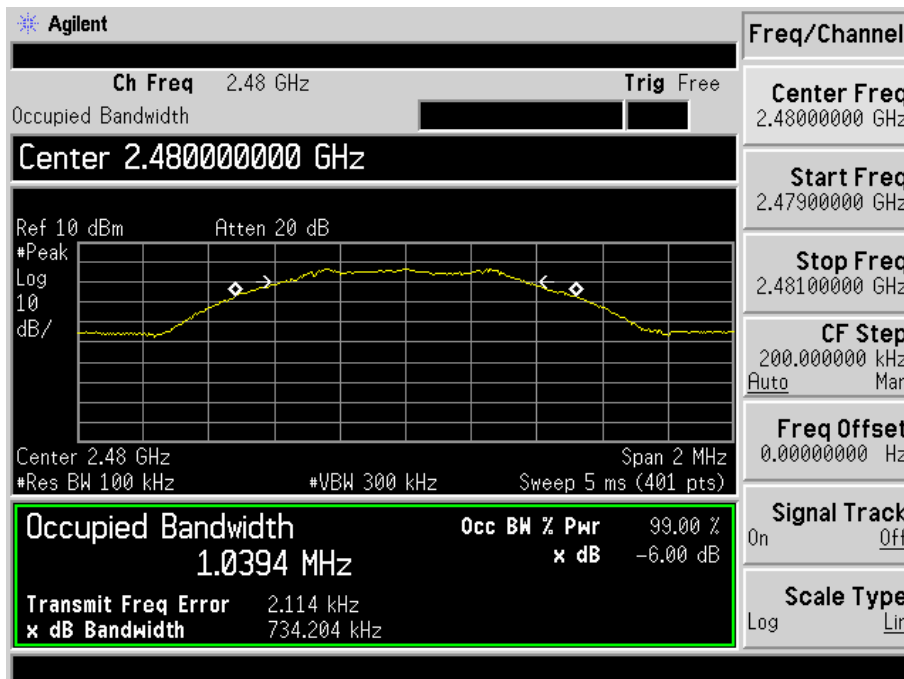 Agilent
Freq/Channel
Ch Freq 2.48 GHz Trig Free
Occupied Bandwidth
Center 2.480000000 GHz
Ref 10 dBm Atten 20 dB
#Peak
Log
10
dB/
Center 2.48 GHz Span 2 MHz
#Res BW 100 kHz #VBW 300 kHz Sweep 5 ms (401 pts)
Occupied Bandwidth
1.0394 MHz
Occ BW % Pwr 99.00 %
x dB -6.00 dB
Transmit Freq Error 2.114 kHz
x dB Bandwidth 734.204 kHz
Center Freq
2.48000000 GHz
Start Freq
2.47900000 GHz
Stop Freq
2.48100000 GHz
CF Step
200.000000 kHz
Auto Man
Freq Offset
0.00000000 Hz
Signal Track
On Off
Scale Type
Log Lin